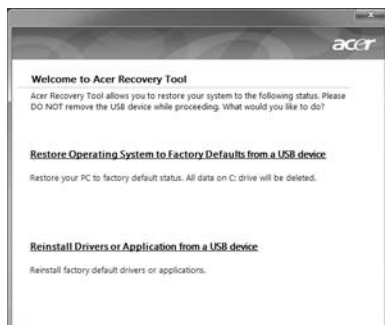 acer
Welcome to Acer Recovery Tool
Acer Recovery Tool allows you to restore your system to the following status. Please
DO NOT remove the USB device while proceeding. What would you like to do?
Restore Operating System to Factory Defaults from a USB device
Restore your PC to factory default status. All data on C: drive will be deleted.
Reinstall Drivers or Application from a USB device
Reinstall factory default drivers or applications.